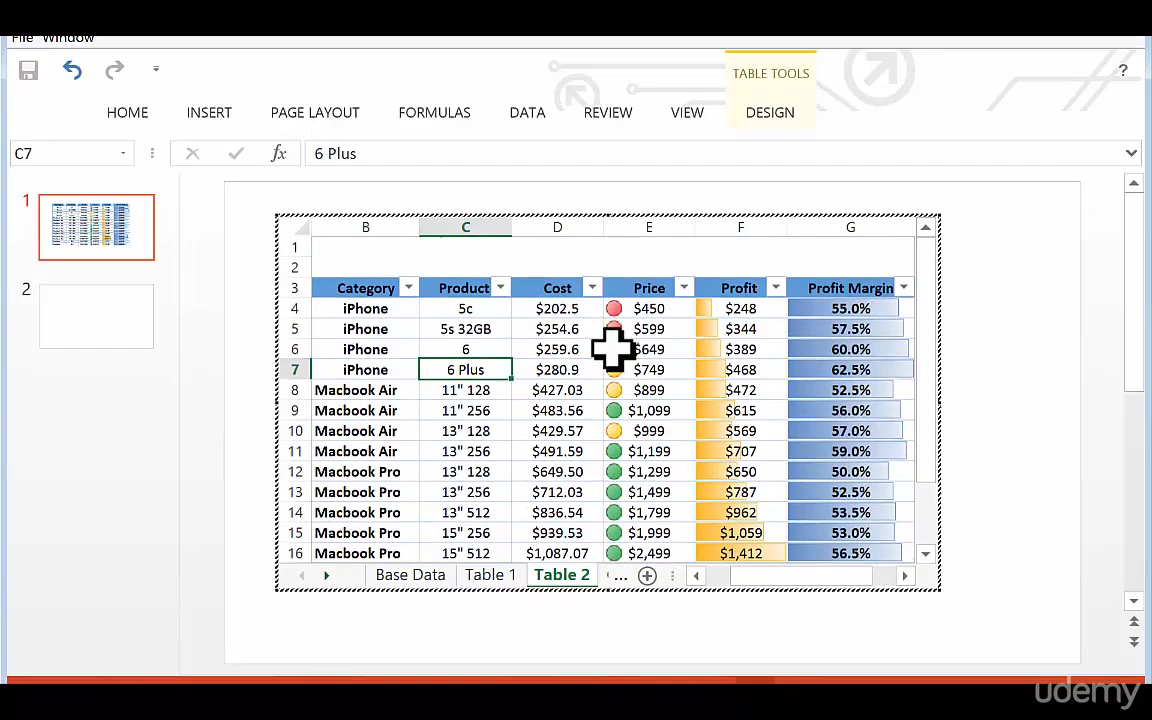 File Window
TABLE TOOLS
?
HOME INSERT PAGE LAYOUT FORMULAS DATA REVIEW VIEW DESIGN
C7 fx 6 Plus
1
2
B C D E F G
1
2
3 Category Product Cost Price Profit Profit Margin
4 iPhone 5c $202.5 $450 $248 55.0%
5 iPhone 5s 32GB $254.6 $599 $344 57.5%
6 iPhone 6 $259.6 $649 $389 60.0%
7 iPhone 6 Plus $280.9 $749 $468 62.5%
8 Macbook Air 11" 128 $427.03 $899 $472 52.5%
9 Macbook Air 11" 256 $483.56 $1,099 $615 56.0%
10 Macbook Air 13" 128 $429.57 $999 $569 57.0%
11 Macbook Air 13" 256 $491.59 $1,199 $707 59.0%
12 Macbook Pro 13" 128 $649.50 $1,299 $650 50.0%
13 Macbook Pro 13" 256 $712.03 $1,499 $787 52.5%
14 Macbook Pro 13" 512 $836.54 $1,799 $962 53.5%
15 Macbook Pro 15" 256 $939.53 $1,999 $1,059 53.0%
16 Macbook Pro 15" 512 $1,087.07 $2,499 $1,412 56.5%
Base Data Table 1 Table 2 ...
udemy